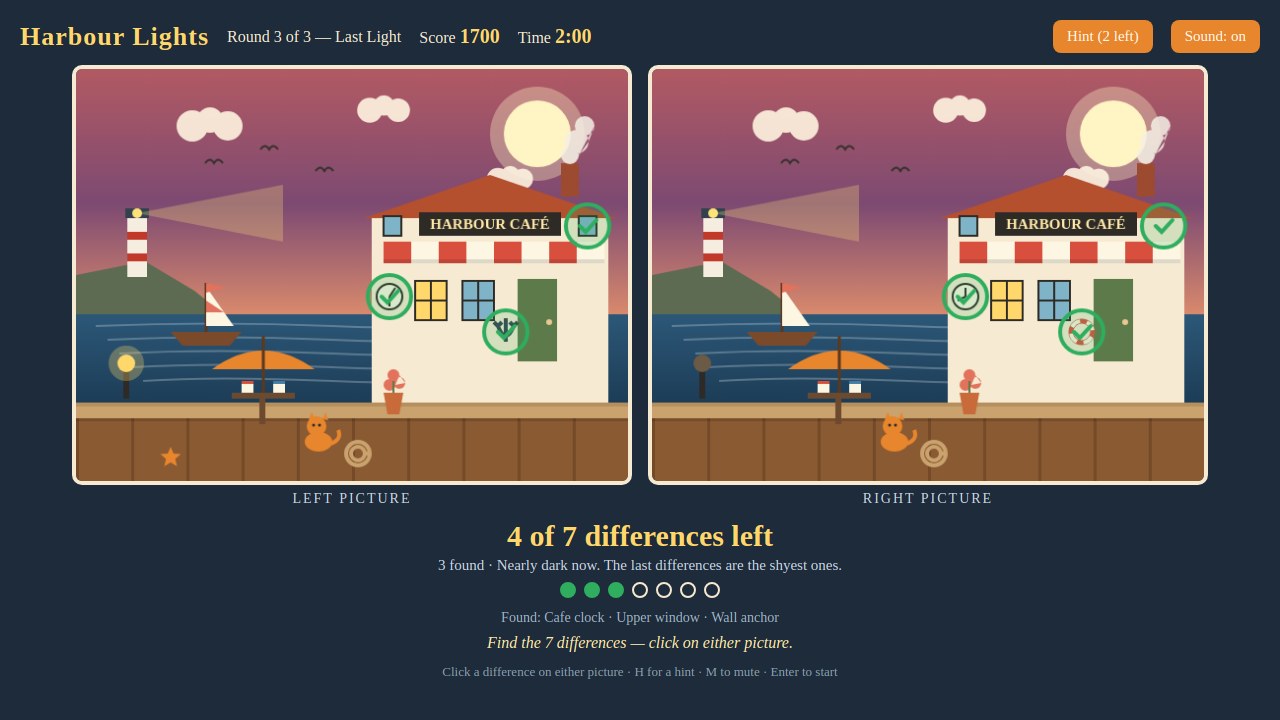 Harbour Lights
Round 3 of 3 — Last Light
Score 1700
Time 2:00
Hint (2 left)
Sound: on
HARBOUR CAFÉ
HARBOUR CAFÉ
LEFT PICTURE
RIGHT PICTURE
4 of 7 differences left
3 found · Nearly dark now. The last differences are the shyest ones.
Found: Cafe clock · Upper window · Wall anchor
Find the 7 differences — click on either picture.
Click a difference on either picture · H for a hint · M to mute · Enter to start